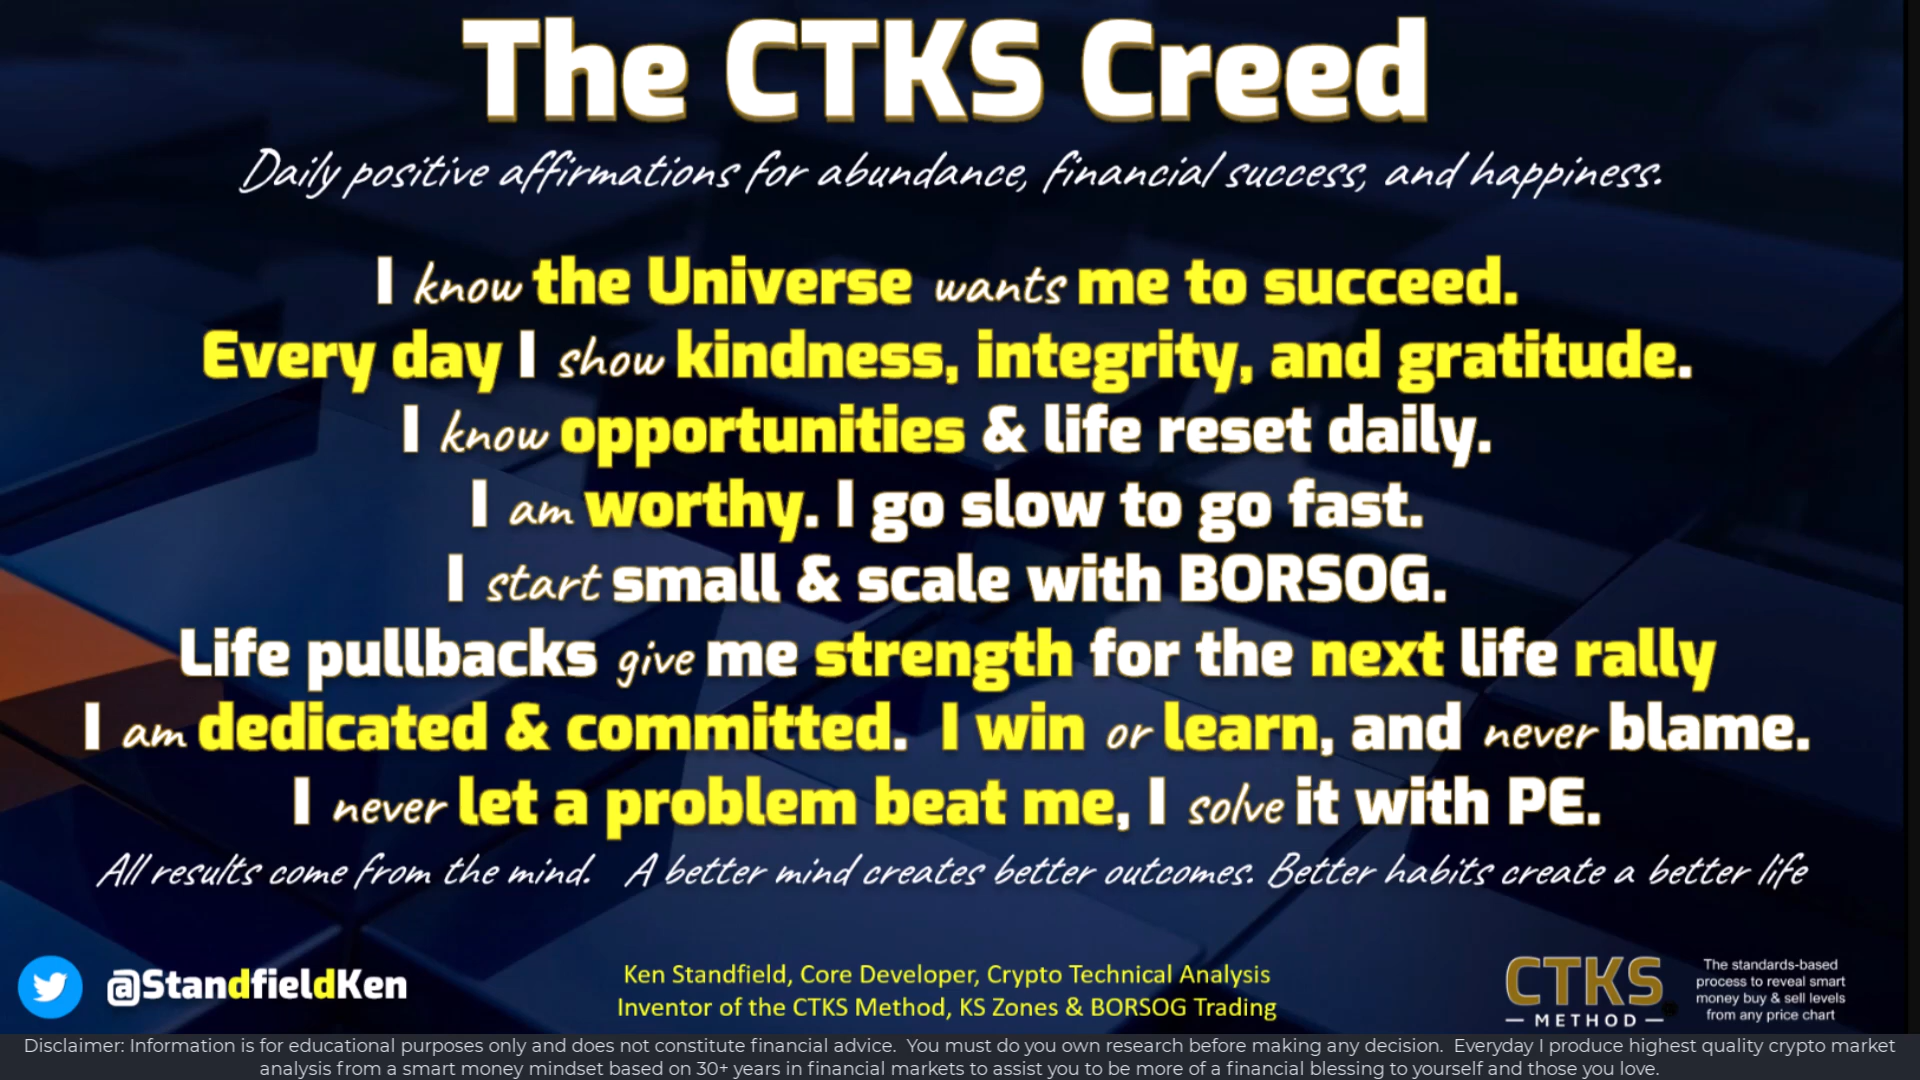 The CTKS Creed
Daily positive affirmations for abundance, financial success, and happiness.
I know the Universe wants me to succeed.
Every day I show kindness, integrity, and gratitude.
I know opportunities & life reset daily.
I am worthy. I go slow to go fast.
I start small & scale with BORSOG.
Life pullbacks give me strength for the next life rally
I am dedicated & committed.  I win or learn, and never blame.
I never let a problem beat me, I solve it with PE.
All results come from the mind.   A better mind creates better outcomes. Better habits create a better life
@StandfieldKen
Ken Standfield, Core Developer, Crypto Technical Analysis
Inventor of the CTKS Method, KS Zones & BORSOG Trading
CTKS
METHOD
The standards-based
process to reveal smart
money buy & sell levels
from any price chart
Disclaimer: Information is for educational purposes only and does not constitute financial advice.  You must do you own research before making any decision.  Everyday I produce highest quality crypto market
analysis from a smart money mindset based on 30+ years in financial markets to assist you to be more of a financial blessing to yourself and those you love.